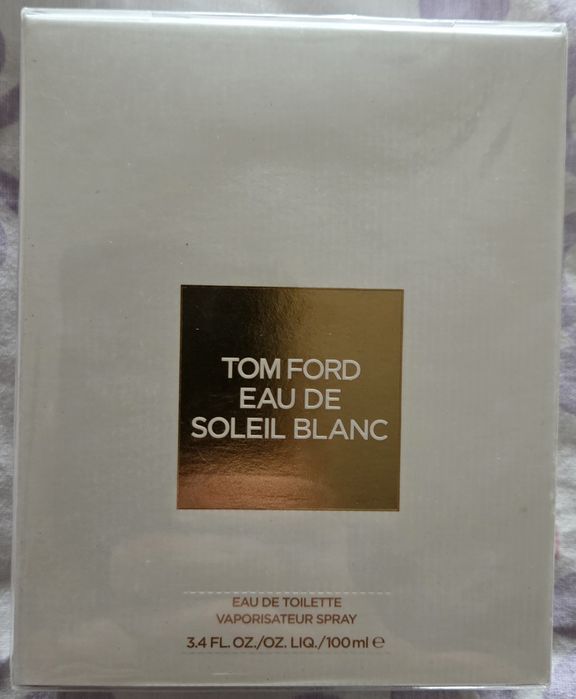 TOM FORD
EAU DE
SOLEIL BLANC
EAU DE TOILETTE
VAPORISATEUR SPRAY
3.4 FL. OZ./OZ. LIQ./100ml ℮